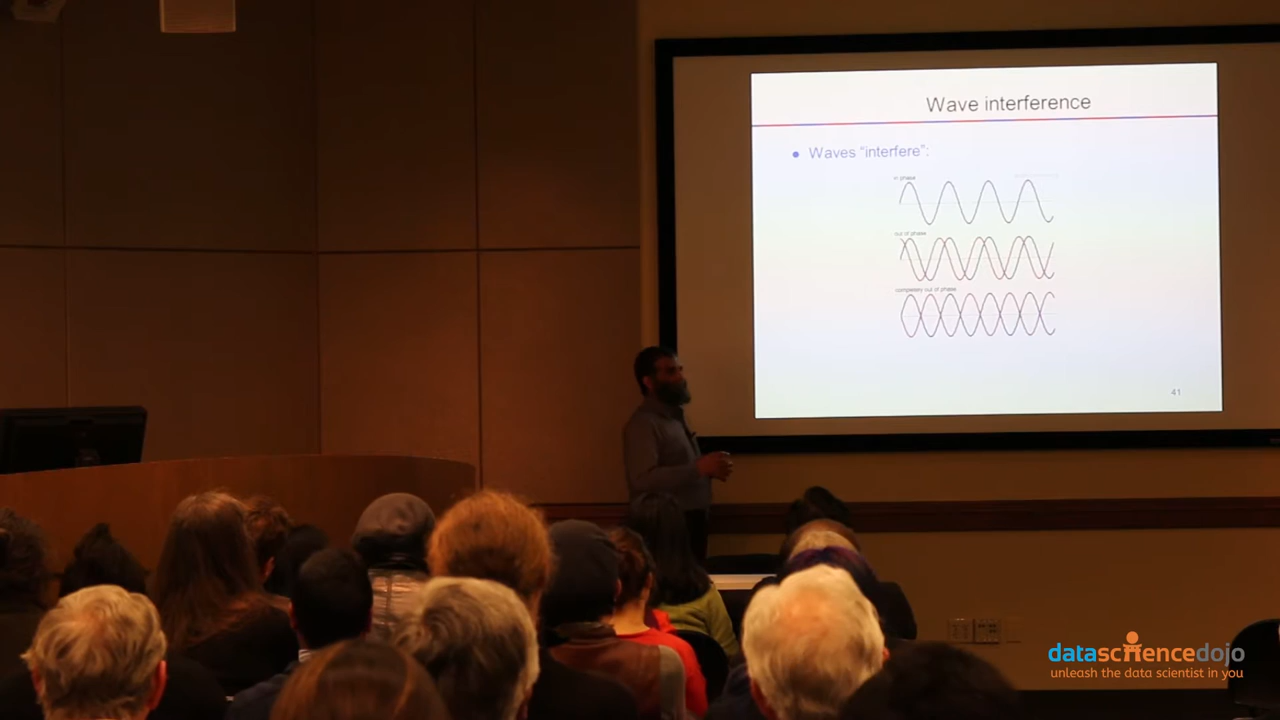 Wave interference
Waves "interfere":
in phase
out of phase
completely out of phase
41
datasciencedojo
unleash the data scientist in you